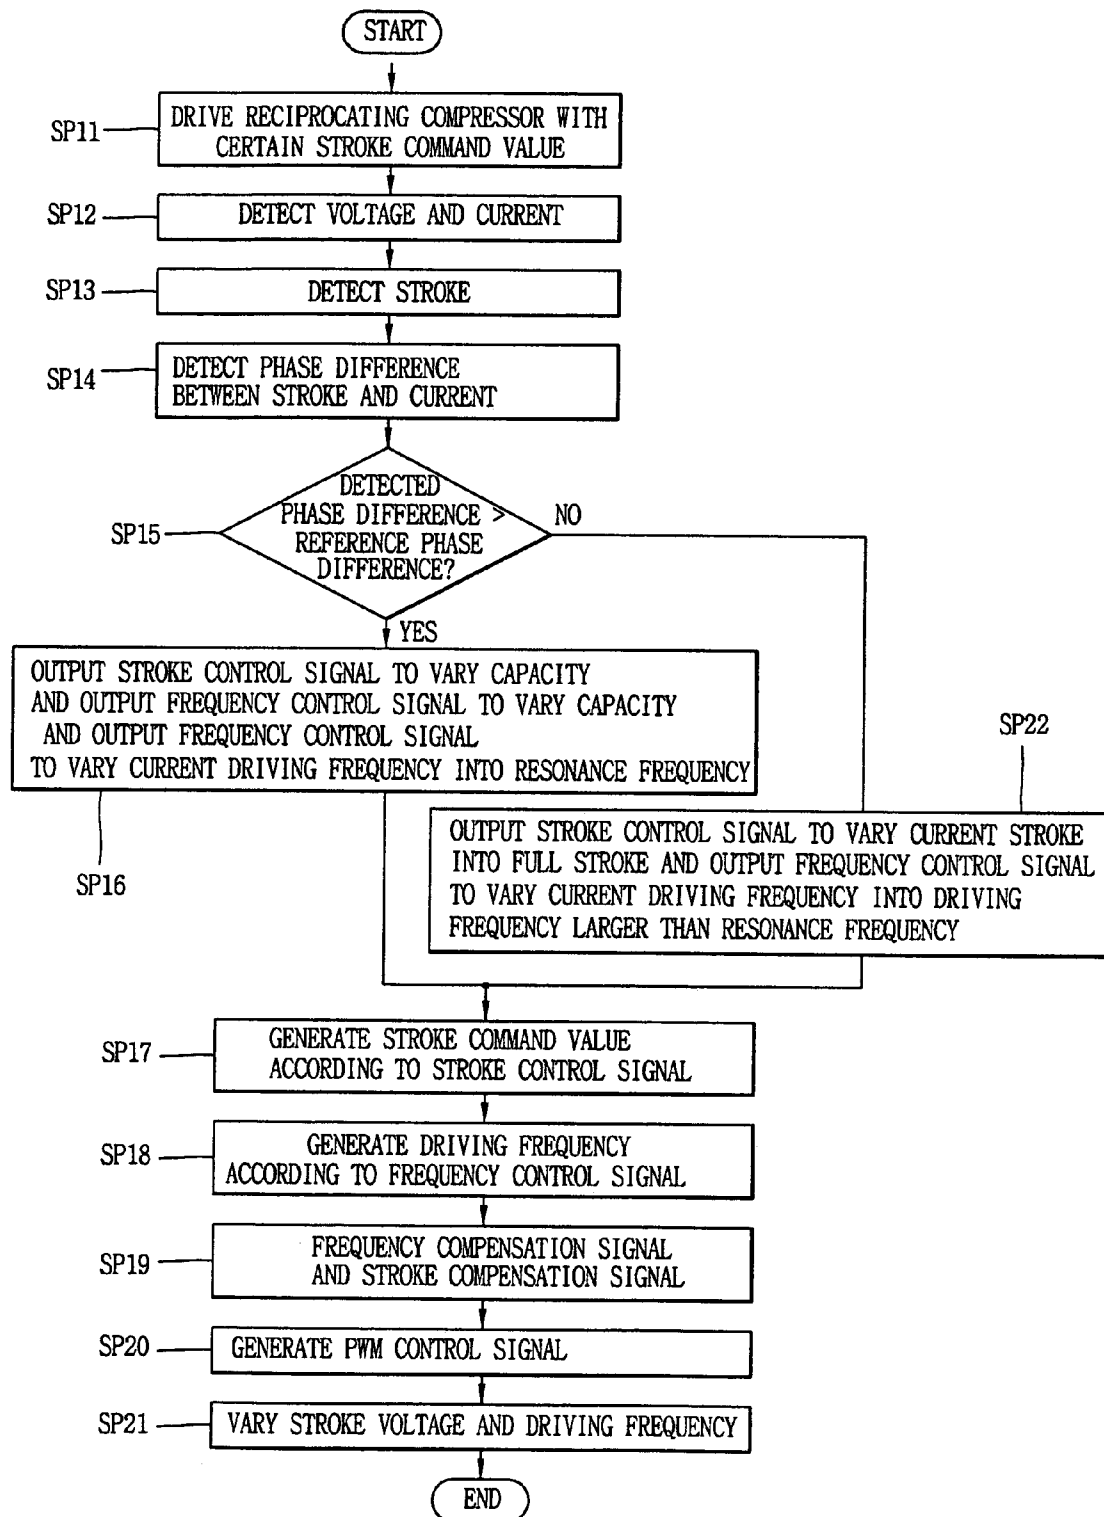 START
SP11
DRIVE RECIPROCATING COMPRESSOR WITH
CERTAIN STROKE COMMAND VALUE
SP12
DETECT VOLTAGE AND CURRENT
SP13
DETECT STROKE
SP14
DETECT PHASE DIFFERENCE
BETWEEN STROKE AND CURRENT
SP15
DETECTED
PHASE DIFFERENCE >
REFERENCE PHASE
DIFFERENCE?
NO
YES
OUTPUT STROKE CONTROL SIGNAL TO VARY CAPACITY
AND OUTPUT FREQUENCY CONTROL SIGNAL TO VARY CAPACITY
AND OUTPUT FREQUENCY CONTROL SIGNAL
TO VARY CURRENT DRIVING FREQUENCY INTO RESONANCE FREQUENCY
SP16
SP22
OUTPUT STROKE CONTROL SIGNAL TO VARY CURRENT STROKE
INTO FULL STROKE AND OUTPUT FREQUENCY CONTROL SIGNAL
TO VARY CURRENT DRIVING FREQUENCY INTO DRIVING
FREQUENCY LARGER THAN RESONANCE FREQUENCY
SP17
GENERATE STROKE COMMAND VALUE
ACCORDING TO STROKE CONTROL SIGNAL
SP18
GENERATE DRIVING FREQUENCY
ACCORDING TO FREQUENCY CONTROL SIGNAL
SP19
FREQUENCY COMPENSATION SIGNAL
AND STROKE COMPENSATION SIGNAL
SP20
GENERATE PWM CONTROL SIGNAL
SP21
VARY STROKE VOLTAGE AND DRIVING FREQUENCY
END